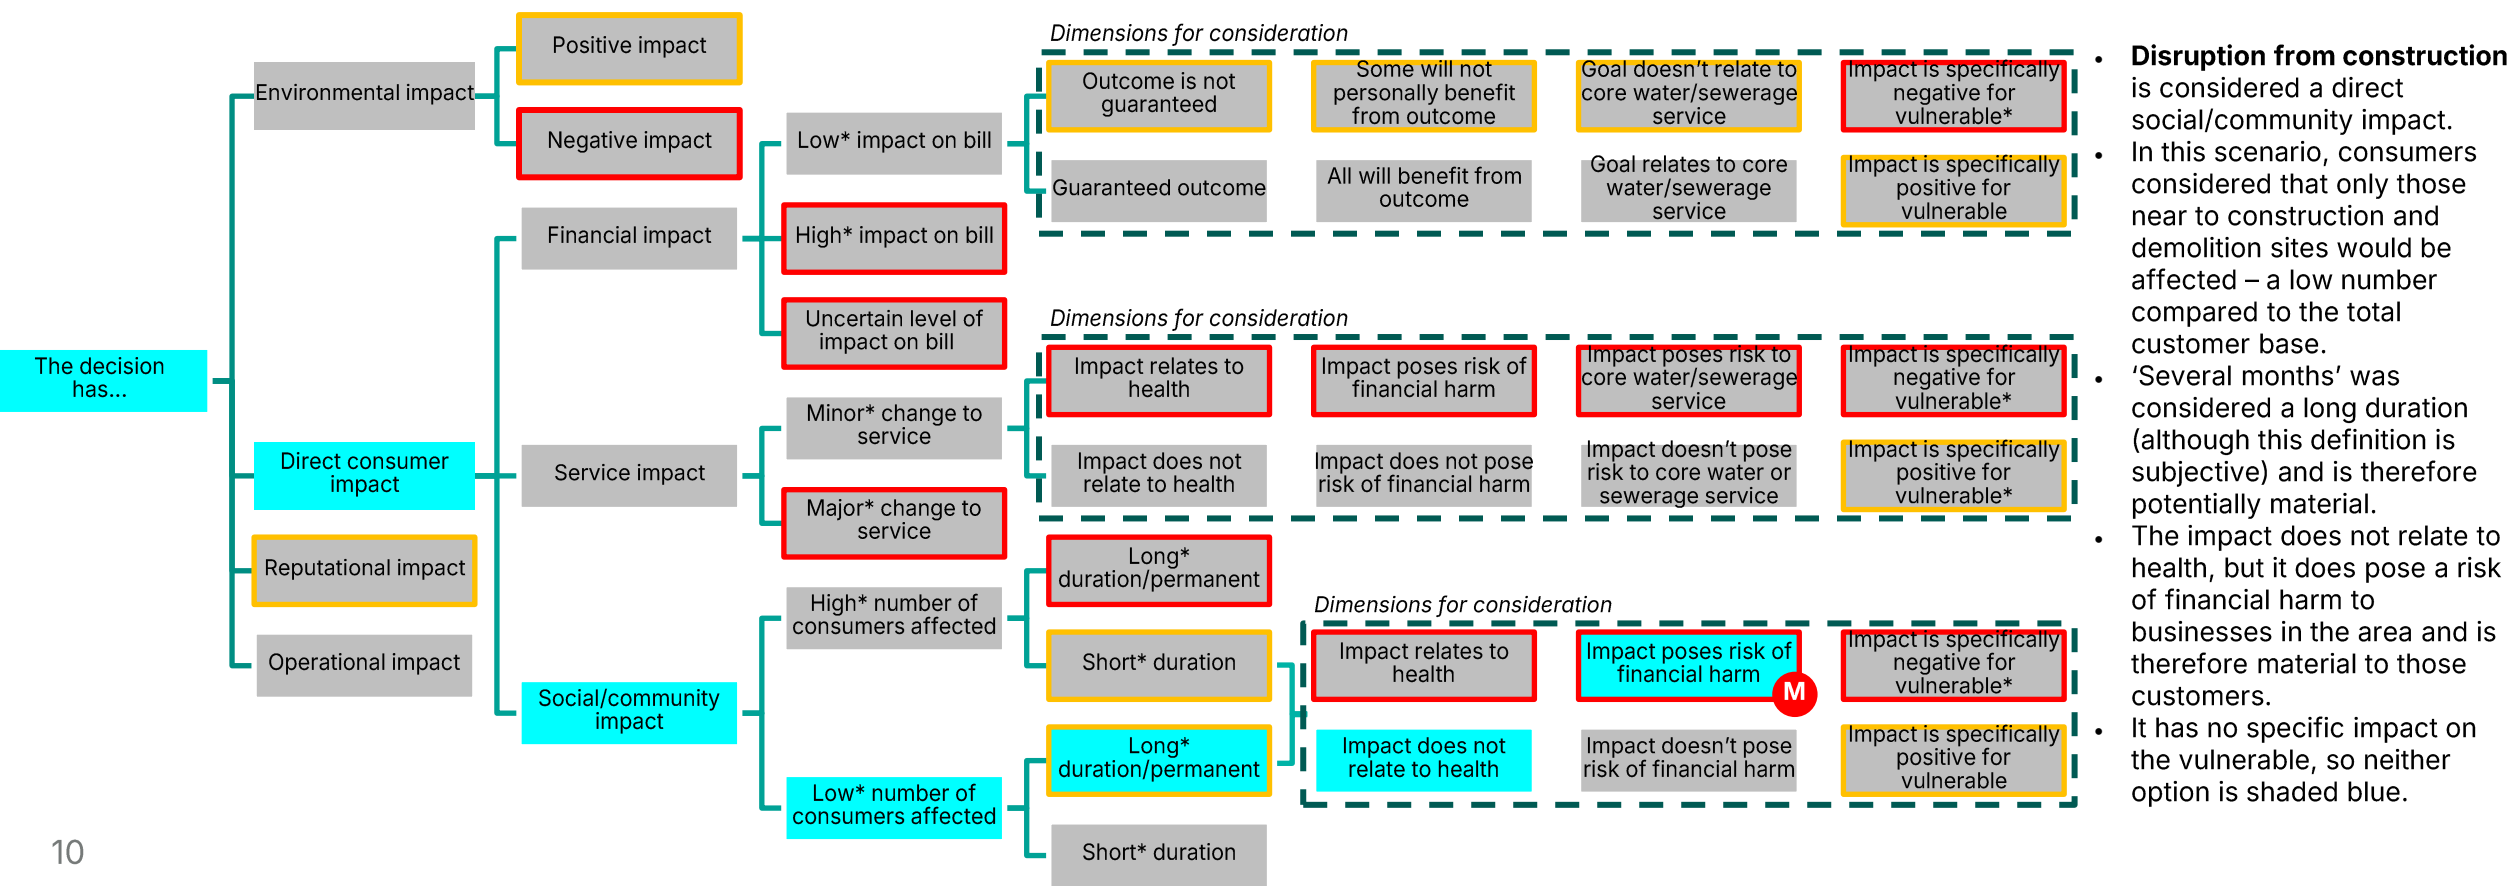 The decision
has...
Environmental impact
Direct consumer
impact
Reputational impact
Operational impact
Positive impact
Negative impact
Financial impact
Service impact
Social/community
impact
Low* impact on bill
High* impact on bill
Uncertain level of
impact on bill
Minor* change to
service
Major* change to
service
High* number of
consumers affected
Low* number of
consumers affected
Dimensions for consideration
Outcome is not
guaranteed
Some will not
personally benefit
from outcome
Goal doesn't relate to
core water/sewerage
service
Impact is specifically
negative for
vulnerable*
Guaranteed outcome
All will benefit from
outcome
Goal relates to core
water/sewerage
service
Impact is specifically
positive for
vulnerable
Dimensions for consideration
Impact relates to
health
Impact poses risk of
financial harm
Impact poses risk to
core water/sewerage
service
Impact is specifically
negative for
vulnerable*
Impact does not
relate to health
Impact does not pose
risk of financial harm
Impact doesn't pose
risk to core water or
sewerage service
Impact is specifically
positive for
vulnerable*
Long*
duration/permanent
Short* duration
Long*
duration/permanent
Short* duration
Dimensions for consideration
Impact relates to
health
Impact poses risk of
financial harm
M
Impact is specifically
negative for
vulnerable*
Impact does not
relate to health
Impact doesn't pose
risk of financial harm
Impact is specifically
positive for
vulnerable
• Disruption from construction
is considered a direct
social/community impact.
• In this scenario, consumers
considered that only those
near to construction and
demolition sites would be
affected – a low number
compared to the total
customer base.
• ‘Several months’ was
considered a long duration
(although this definition is
subjective) and is therefore
potentially material.
• The impact does not relate to
health, but it does pose a risk
of financial harm to
businesses in the area and is
therefore material to those
customers.
• It has no specific impact on
the vulnerable, so neither
option is shaded blue.
10